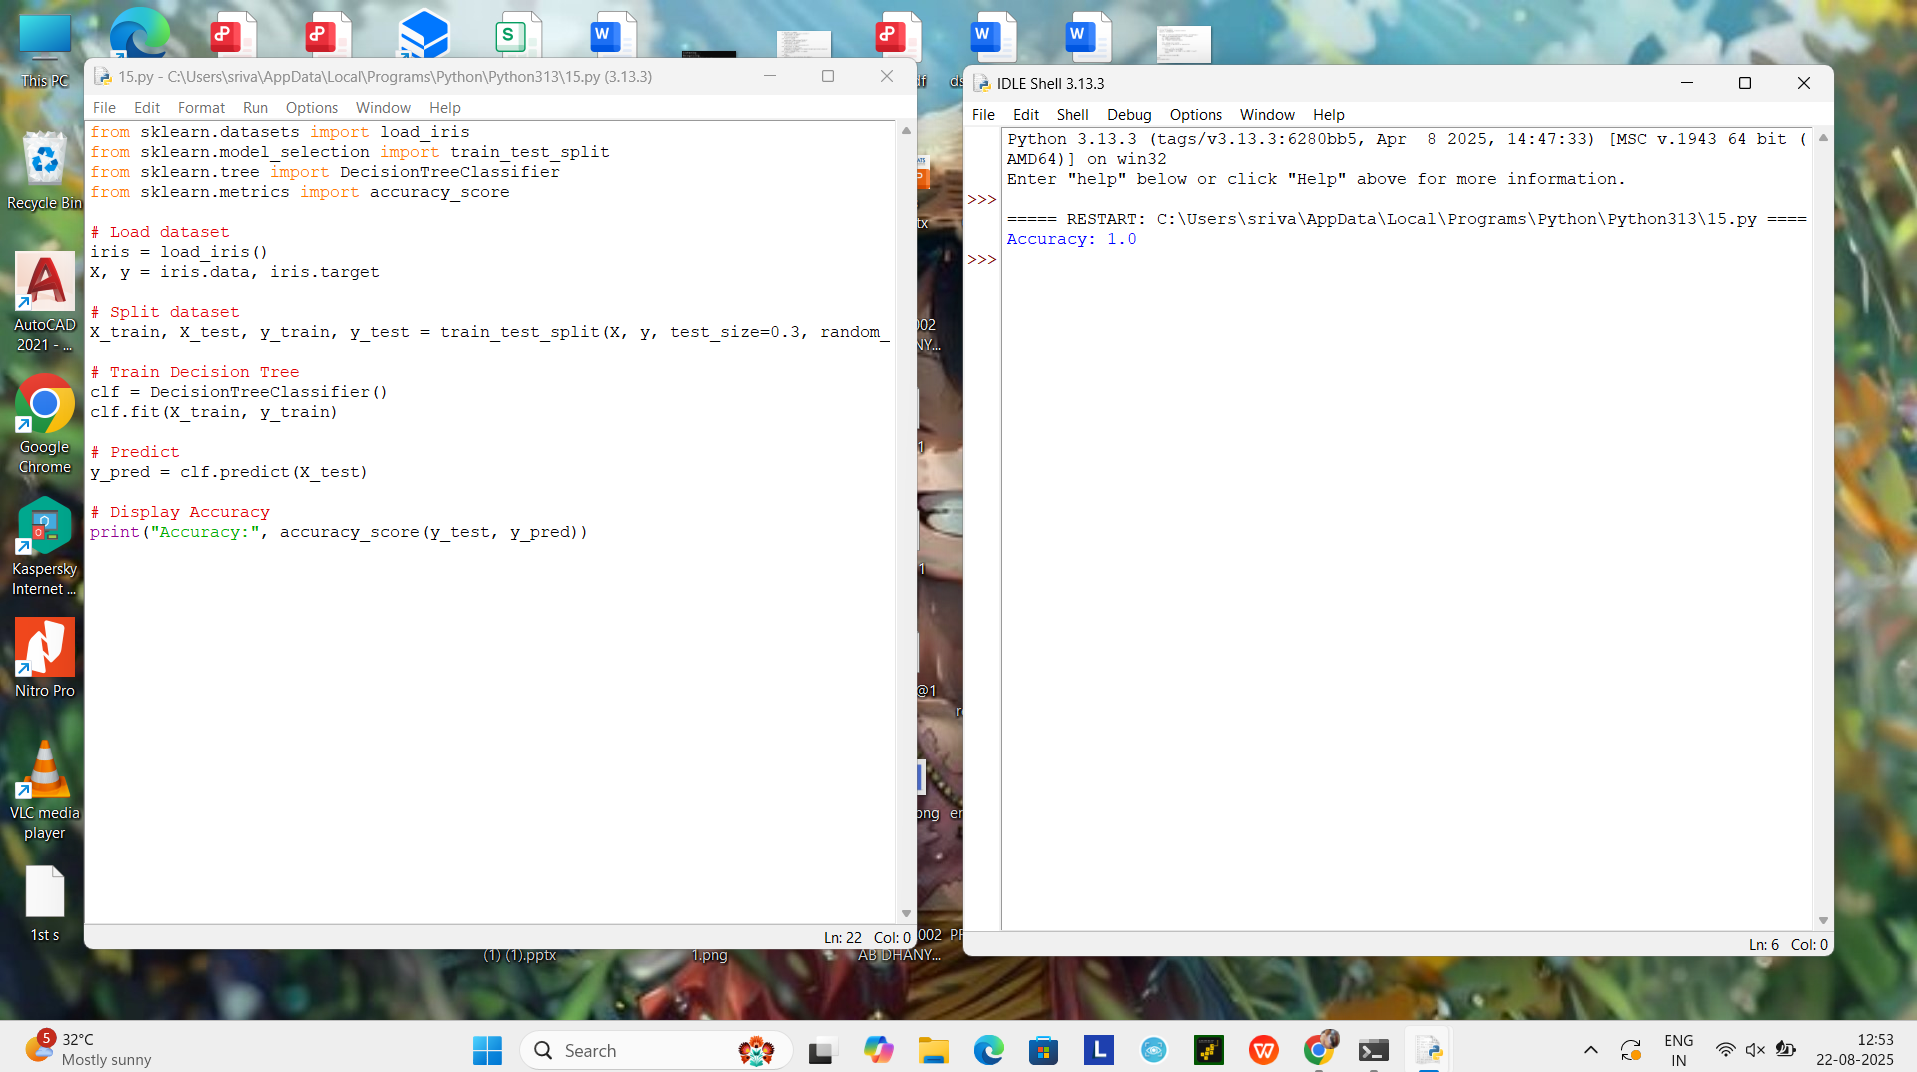 This PC
Recycle Bin
AutoCAD
2021 - ...
Google
Chrome
Kaspersky
Internet ...
Nitro Pro
VLC media
player
1st s
15.py - C:\Users\sriva\AppData\Local\Programs\Python\Python313\15.py (3.13.3)
File Edit Format Run Options Window Help
from sklearn.datasets import load_iris
from sklearn.model_selection import train_test_split
from sklearn.tree import DecisionTreeClassifier
from sklearn.metrics import accuracy_score
# Load dataset
iris = load_iris()
X, y = iris.data, iris.target
# Split dataset
X_train, X_test, y_train, y_test = train_test_split(X, y, test_size=0.3, random_
# Train Decision Tree
clf = DecisionTreeClassifier()
clf.fit(X_train, y_train)
# Predict
y_pred = clf.predict(X_test)
# Display Accuracy
print("Accuracy:", accuracy_score(y_test, y_pred))
Ln: 22 Col: 0
(1) (1).pptx
1.png
002
AB DHANY...
IDLE Shell 3.13.3
File Edit Shell Debug Options Window Help
Python 3.13.3 (tags/v3.13.3:6280bb5, Apr  8 2025, 14:47:33) [MSC v.1943 64 bit (
AMD64)] on win32
Enter "help" below or click "Help" above for more information.
>>>
===== RESTART: C:\Users\sriva\AppData\Local\Programs\Python\Python313\15.py ====
Accuracy: 1.0
>>>
Ln: 6 Col: 0
5
32°C
Mostly sunny
Search
ENG
IN
12:53
22-08-2025